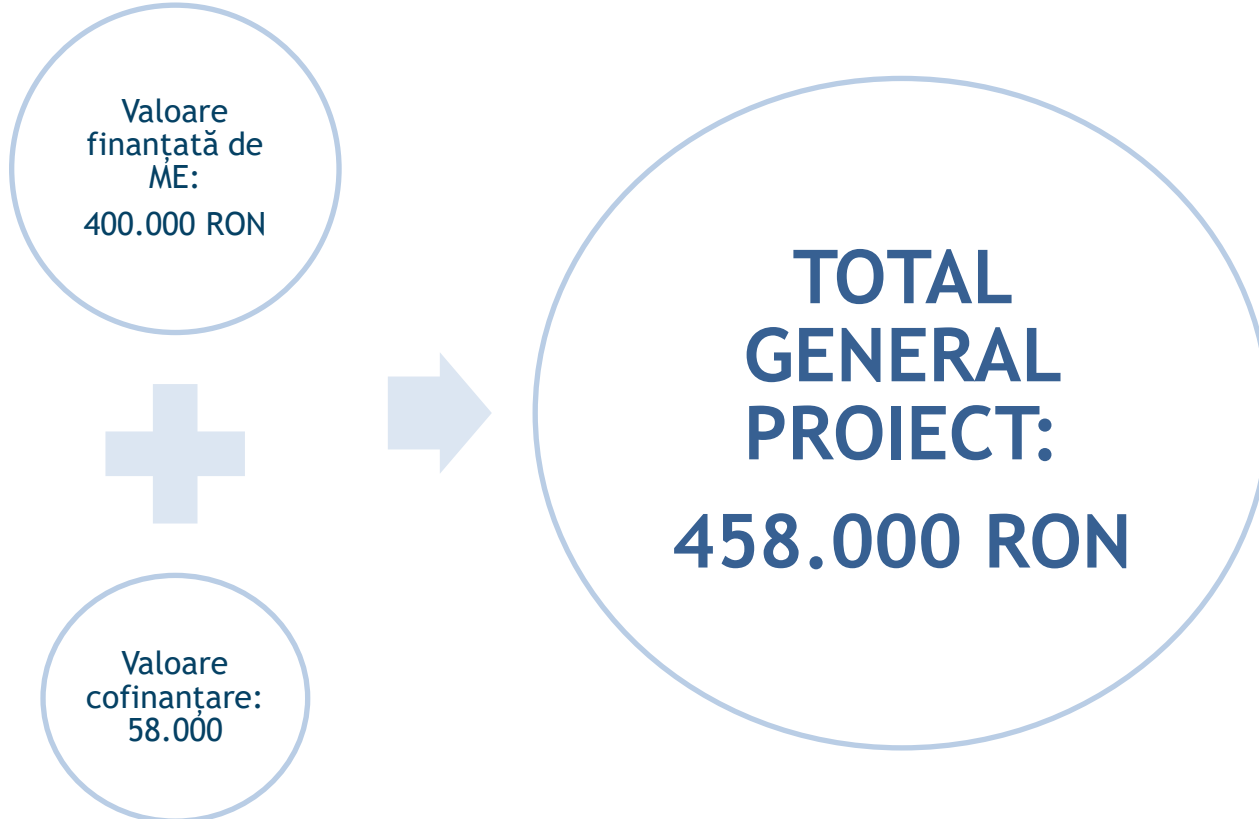 Valoare
finanțată de
ME:
400.000 RON
Valoare
cofinanțare:
58.000
TOTAL
GENERAL
PROIECT:
458.000 RON